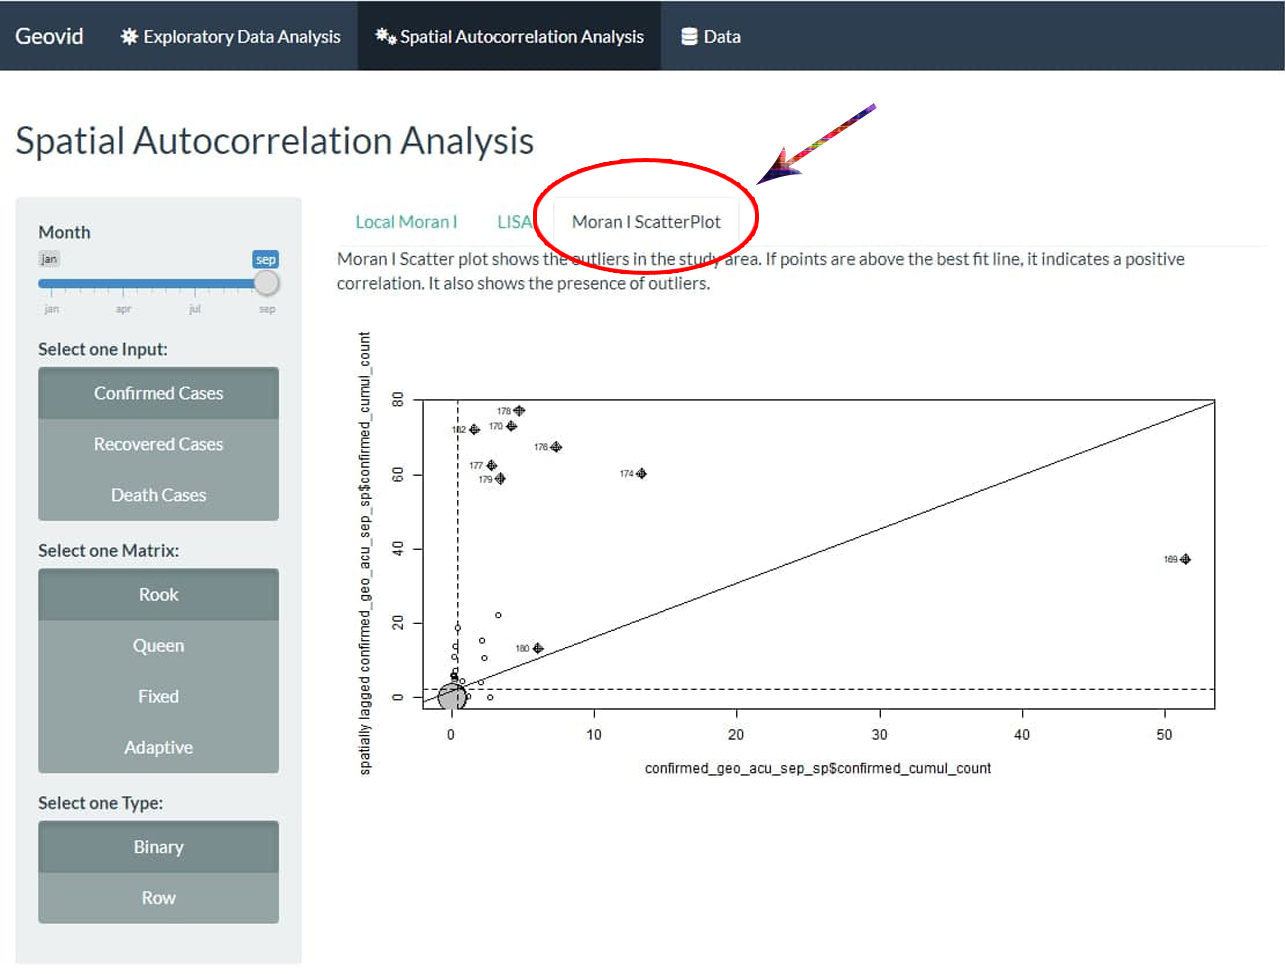 Geovid Exploratory Data Analysis Spatial Autocorrelation Analysis Data
Spatial Autocorrelation Analysis
Month
jan sep
jan apr jul sep
Select one Input:
Confirmed Cases
Recovered Cases
Death Cases
Select one Matrix:
Rook
Queen
Fixed
Adaptive
Select one Type:
Binary
Row
Local Moran I LISA Moran I ScatterPlot
Moran I Scatter plot shows the outliers in the study area. If points are above the best fit line, it indicates a positive
correlation. It also shows the presence of outliers.
spatially lagged confirmed_geo_acu_sep_sp$confirmed_cumul_count
80
60
40
20
0
178
182
170
176
177
179
174
169
180
0 10 20 30 40 50
confirmed_geo_acu_sep_sp$confirmed_cumul_count